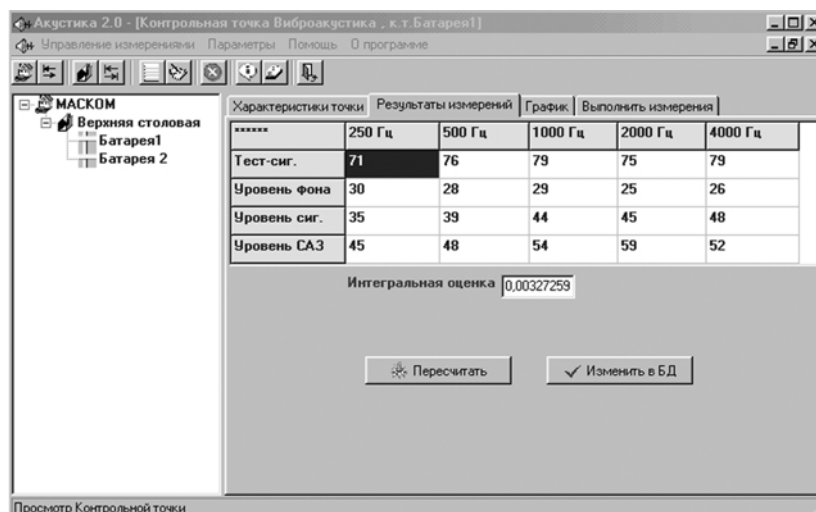 Акустика 2.0 - [Контрольная точка Виброакустика , к.т.Батарея1]
Управление измерениями Параметры Помощь О программе
МАСКОМ
Верхняя столовая
Батарея1
Батарея 2
Характеристики точки Результаты измерений График Выполнить измерения
****** 250 Гц 500 Гц 1000 Гц 2000 Гц 4000 Гц
Тест-сиг. 71 76 79 75 79
Уровень фона 30 28 29 25 26
Уровень сиг. 35 39 44 45 48
Уровень САЗ 45 48 54 59 52
Интегральная оценка 0,00327259
Пересчитать Изменить в БД
Просмотр Контрольной точки